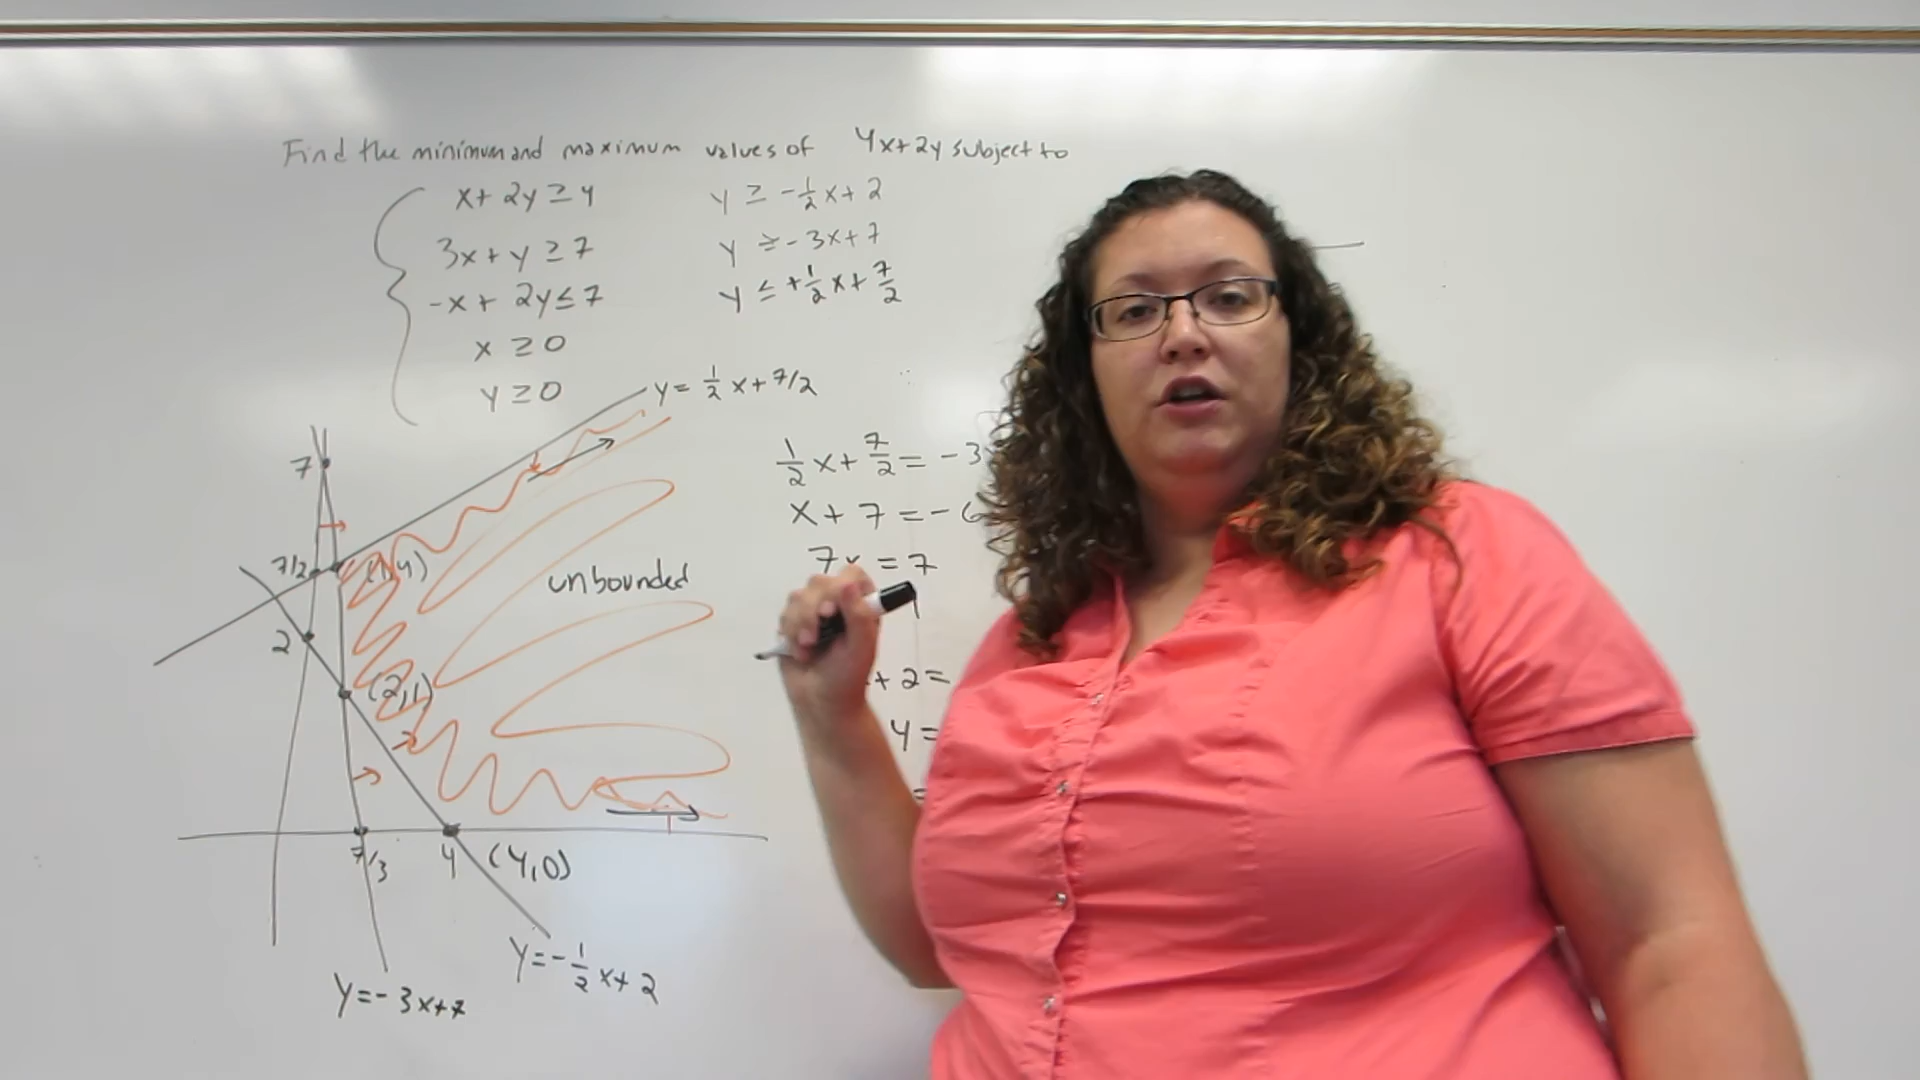 Find the minimum and maximum values of 4x+2y subject to
x+ 2y ≥ 4
y ≥ -1/2 x+ 2
3x+ y ≥ 7
y ≥ -3x+7
-x + 2y ≤ 7
y ≤ +1/2 x+ 7/2
x ≥ 0
y ≥ 0
y= 1/2 x+7/2
7
7/2
(1,4)
unbounded
2
(2,1)
7/3
4
(4,0)
y=-1/2 x+ 2
y=-3x+7
1/2 x+ 7/2 = -3
x + 7 = -6
7x = 7
+ 2 =
4 =